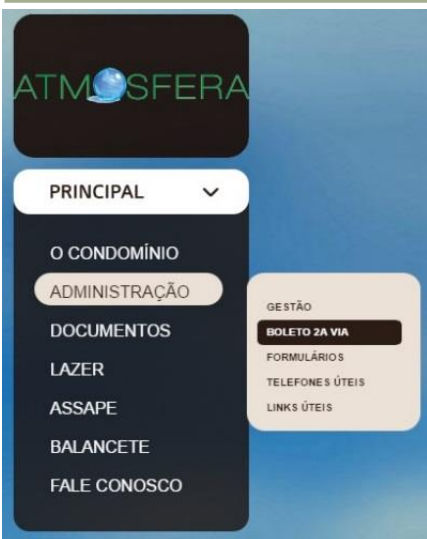 ATMOSFERA
PRINCIPAL
O CONDOMÍNIO
ADMINISTRAÇÃO
DOCUMENTOS
LAZER
ASSAPE
BALANCETE
FALE CONOSCO
GESTÃO
BOLETO 2A VIA
FORMULÁRIOS
TELEFONES ÚTEIS
LINKS ÚTEIS